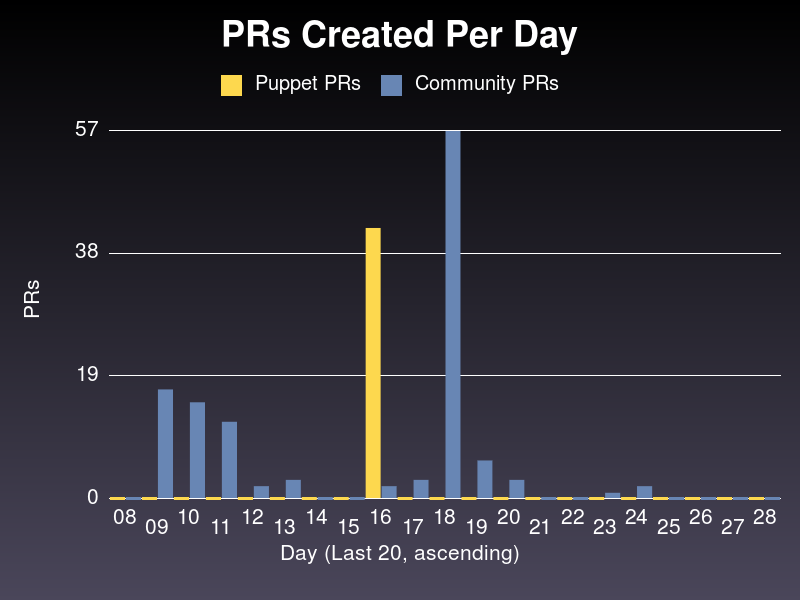 PRs Created Per Day
Puppet PRs Community PRs
57
38
19
0
PRs
08 09 10 11 12 13 14 15 16 17 18 19 20 21 22 23 24 25 26 27 28
Day (Last 20, ascending)